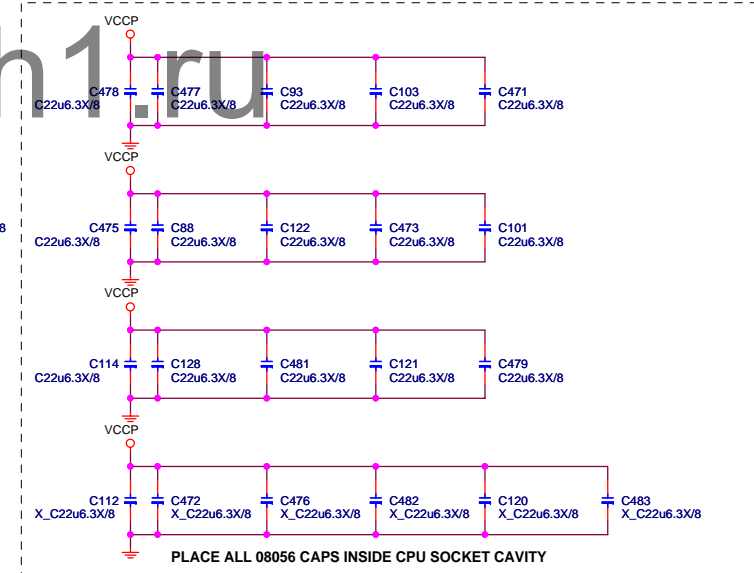 VCCP
h1.ru
C478 C477 C93 C103 C471
C22u6.3X/8 C22u6.3X/8 C22u6.3X/8 C22u6.3X/8 C22u6.3X/8
VCCP
8
C475 C88 C122 C473 C101
C22u6.3X/8 C22u6.3X/8 C22u6.3X/8 C22u6.3X/8 C22u6.3X/8
VCCP
C114 C128 C481 C121 C479
C22u6.3X/8 C22u6.3X/8 C22u6.3X/8 C22u6.3X/8 C22u6.3X/8
VCCP
C112 C472 C476 C482 C120 C483
X_C22u6.3X/8 X_C22u6.3X/8 X_C22u6.3X/8 X_C22u6.3X/8 X_C22u6.3X/8 X_C22u6.3X/8
PLACE ALL 08056 CAPS INSIDE CPU SOCKET CAVITY